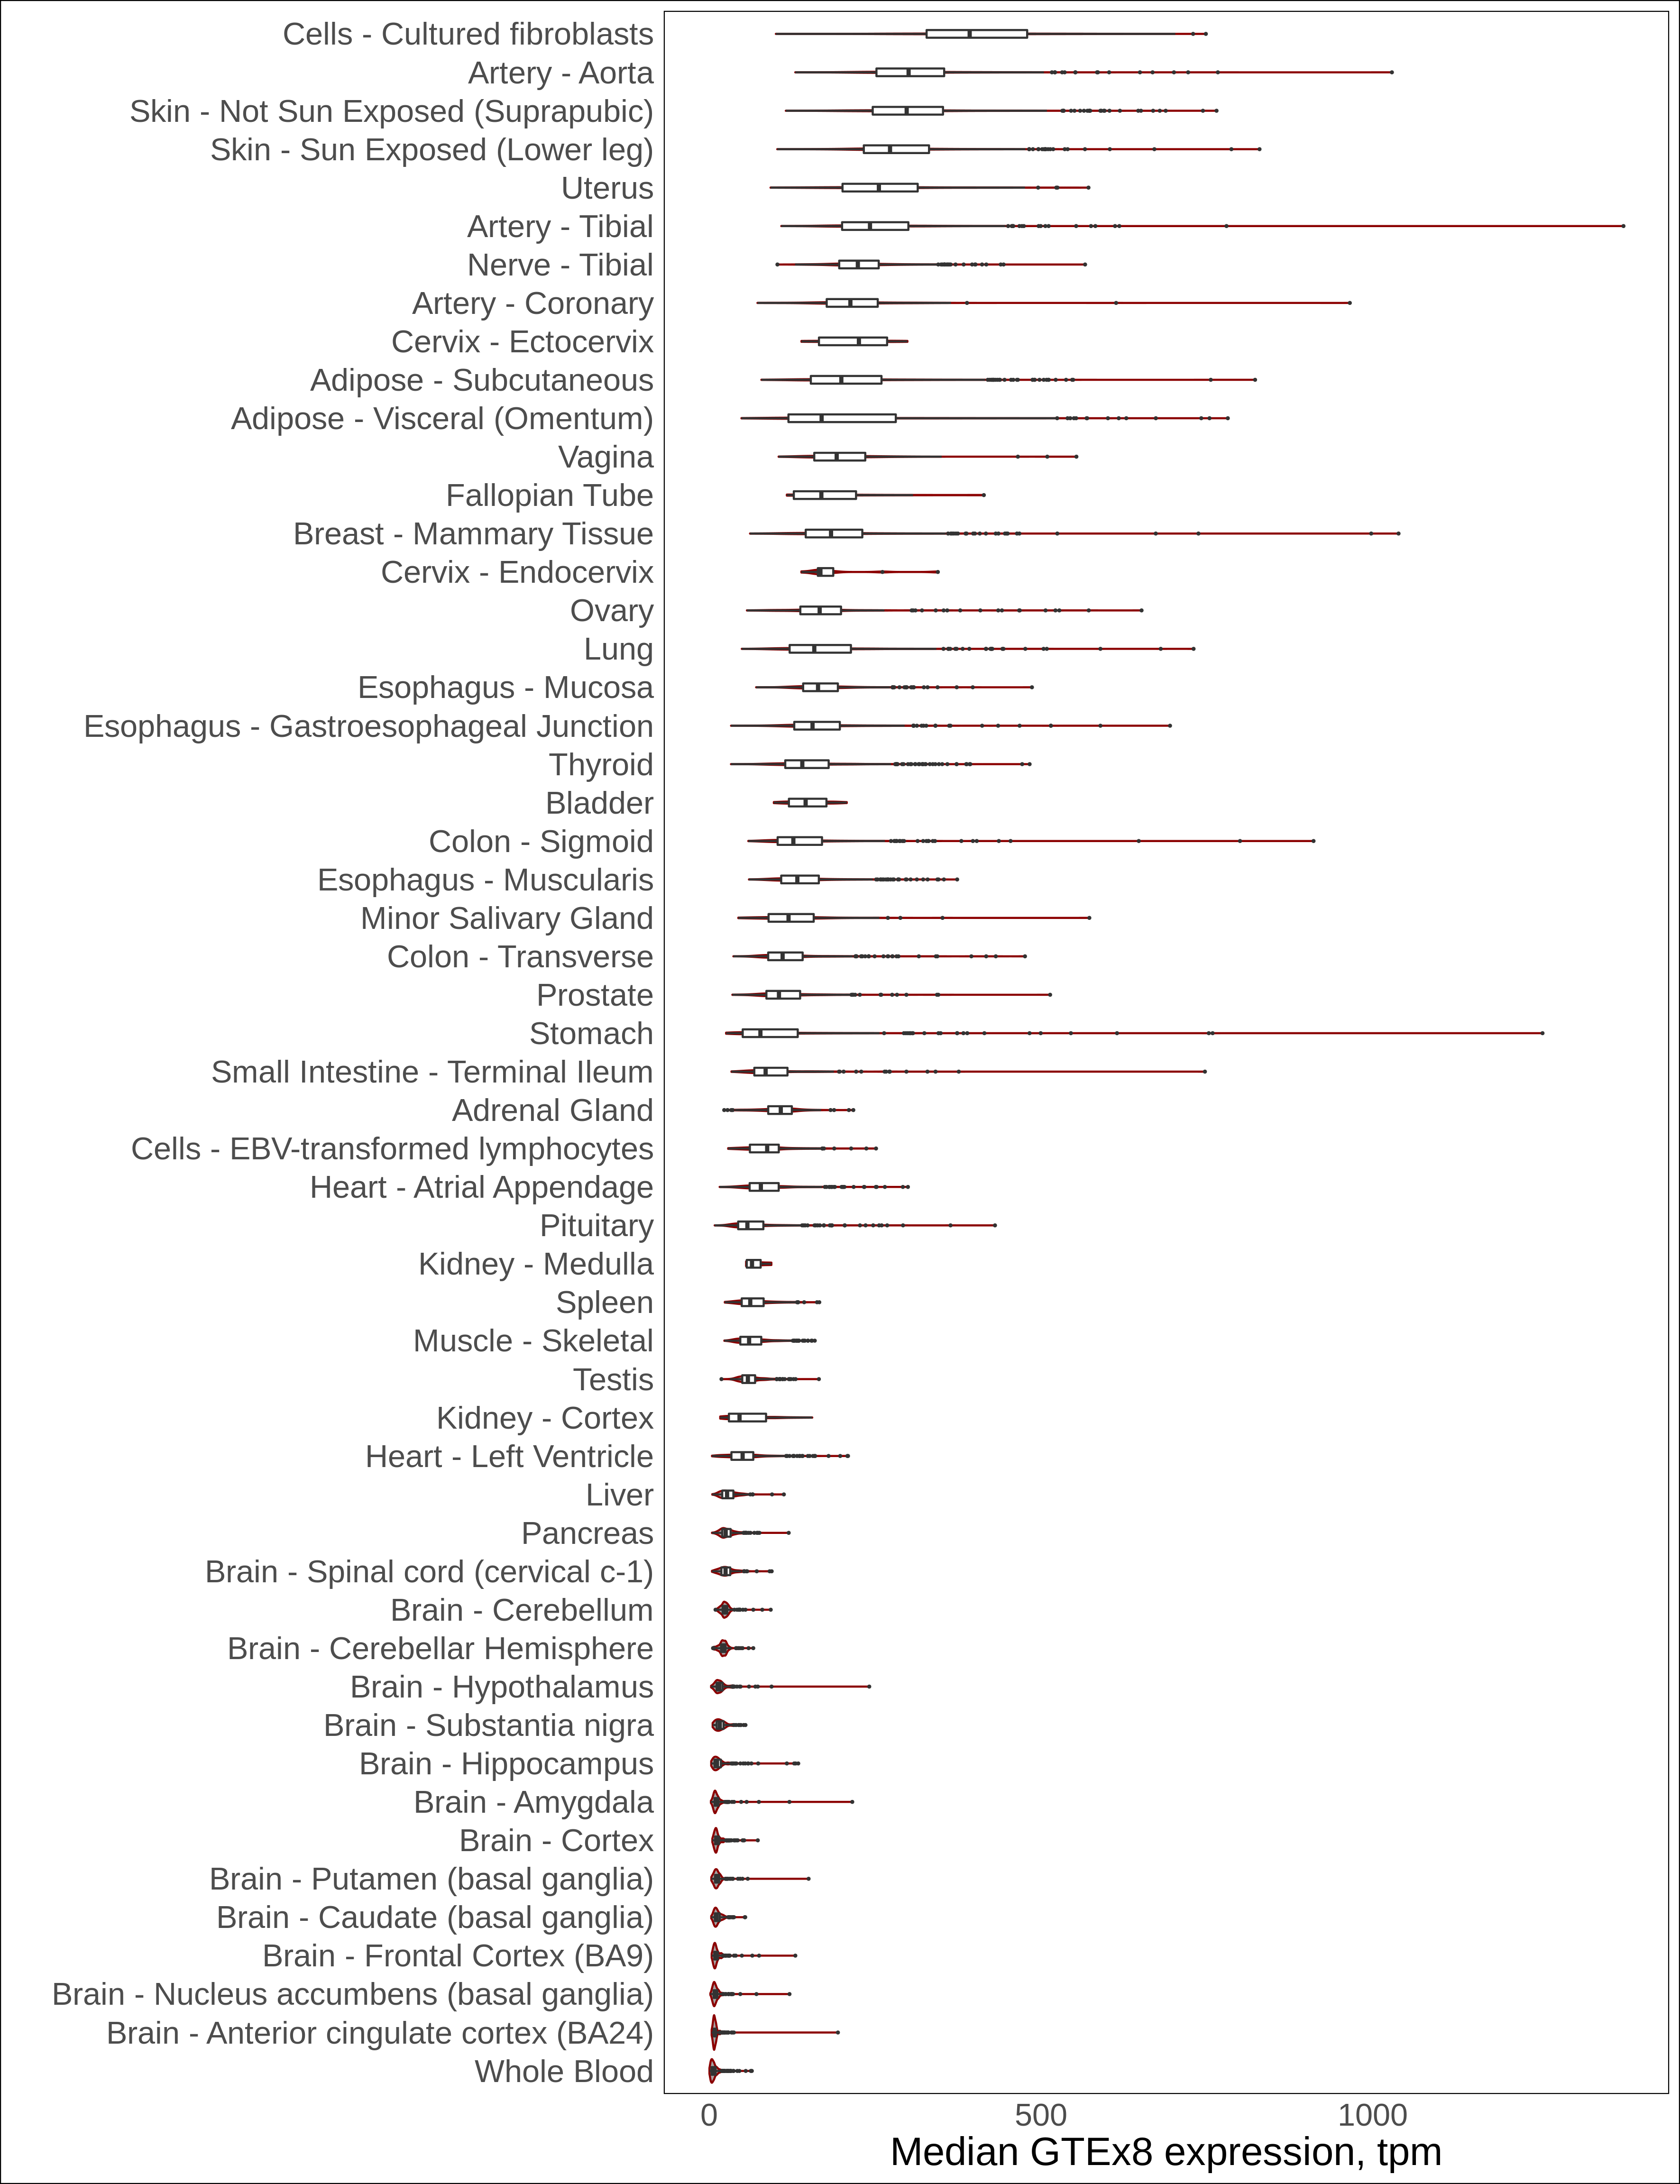 Cells - Cultured fibroblasts
Artery - Aorta
Skin - Not Sun Exposed (Suprapubic)
Skin - Sun Exposed (Lower leg)
Uterus
Artery - Tibial
Nerve - Tibial
Artery - Coronary
Cervix - Ectocervix
Adipose - Subcutaneous
Adipose - Visceral (Omentum)
Vagina
Fallopian Tube
Breast - Mammary Tissue
Cervix - Endocervix
Ovary
Lung
Esophagus - Mucosa
Esophagus - Gastroesophageal Junction
Thyroid
Bladder
Colon - Sigmoid
Esophagus - Muscularis
Minor Salivary Gland
Colon - Transverse
Prostate
Stomach
Small Intestine - Terminal Ileum
Adrenal Gland
Cells - EBV-transformed lymphocytes
Heart - Atrial Appendage
Pituitary
Kidney - Medulla
Spleen
Muscle - Skeletal
Testis
Kidney - Cortex
Heart - Left Ventricle
Liver
Pancreas
Brain - Spinal cord (cervical c-1)
Brain - Cerebellum
Brain - Cerebellar Hemisphere
Brain - Hypothalamus
Brain - Substantia nigra
Brain - Hippocampus
Brain - Amygdala
Brain - Cortex
Brain - Putamen (basal ganglia)
Brain - Caudate (basal ganglia)
Brain - Frontal Cortex (BA9)
Brain - Nucleus accumbens (basal ganglia)
Brain - Anterior cingulate cortex (BA24)
Whole Blood
0 500 1000
Median GTEx8 expression, tpm